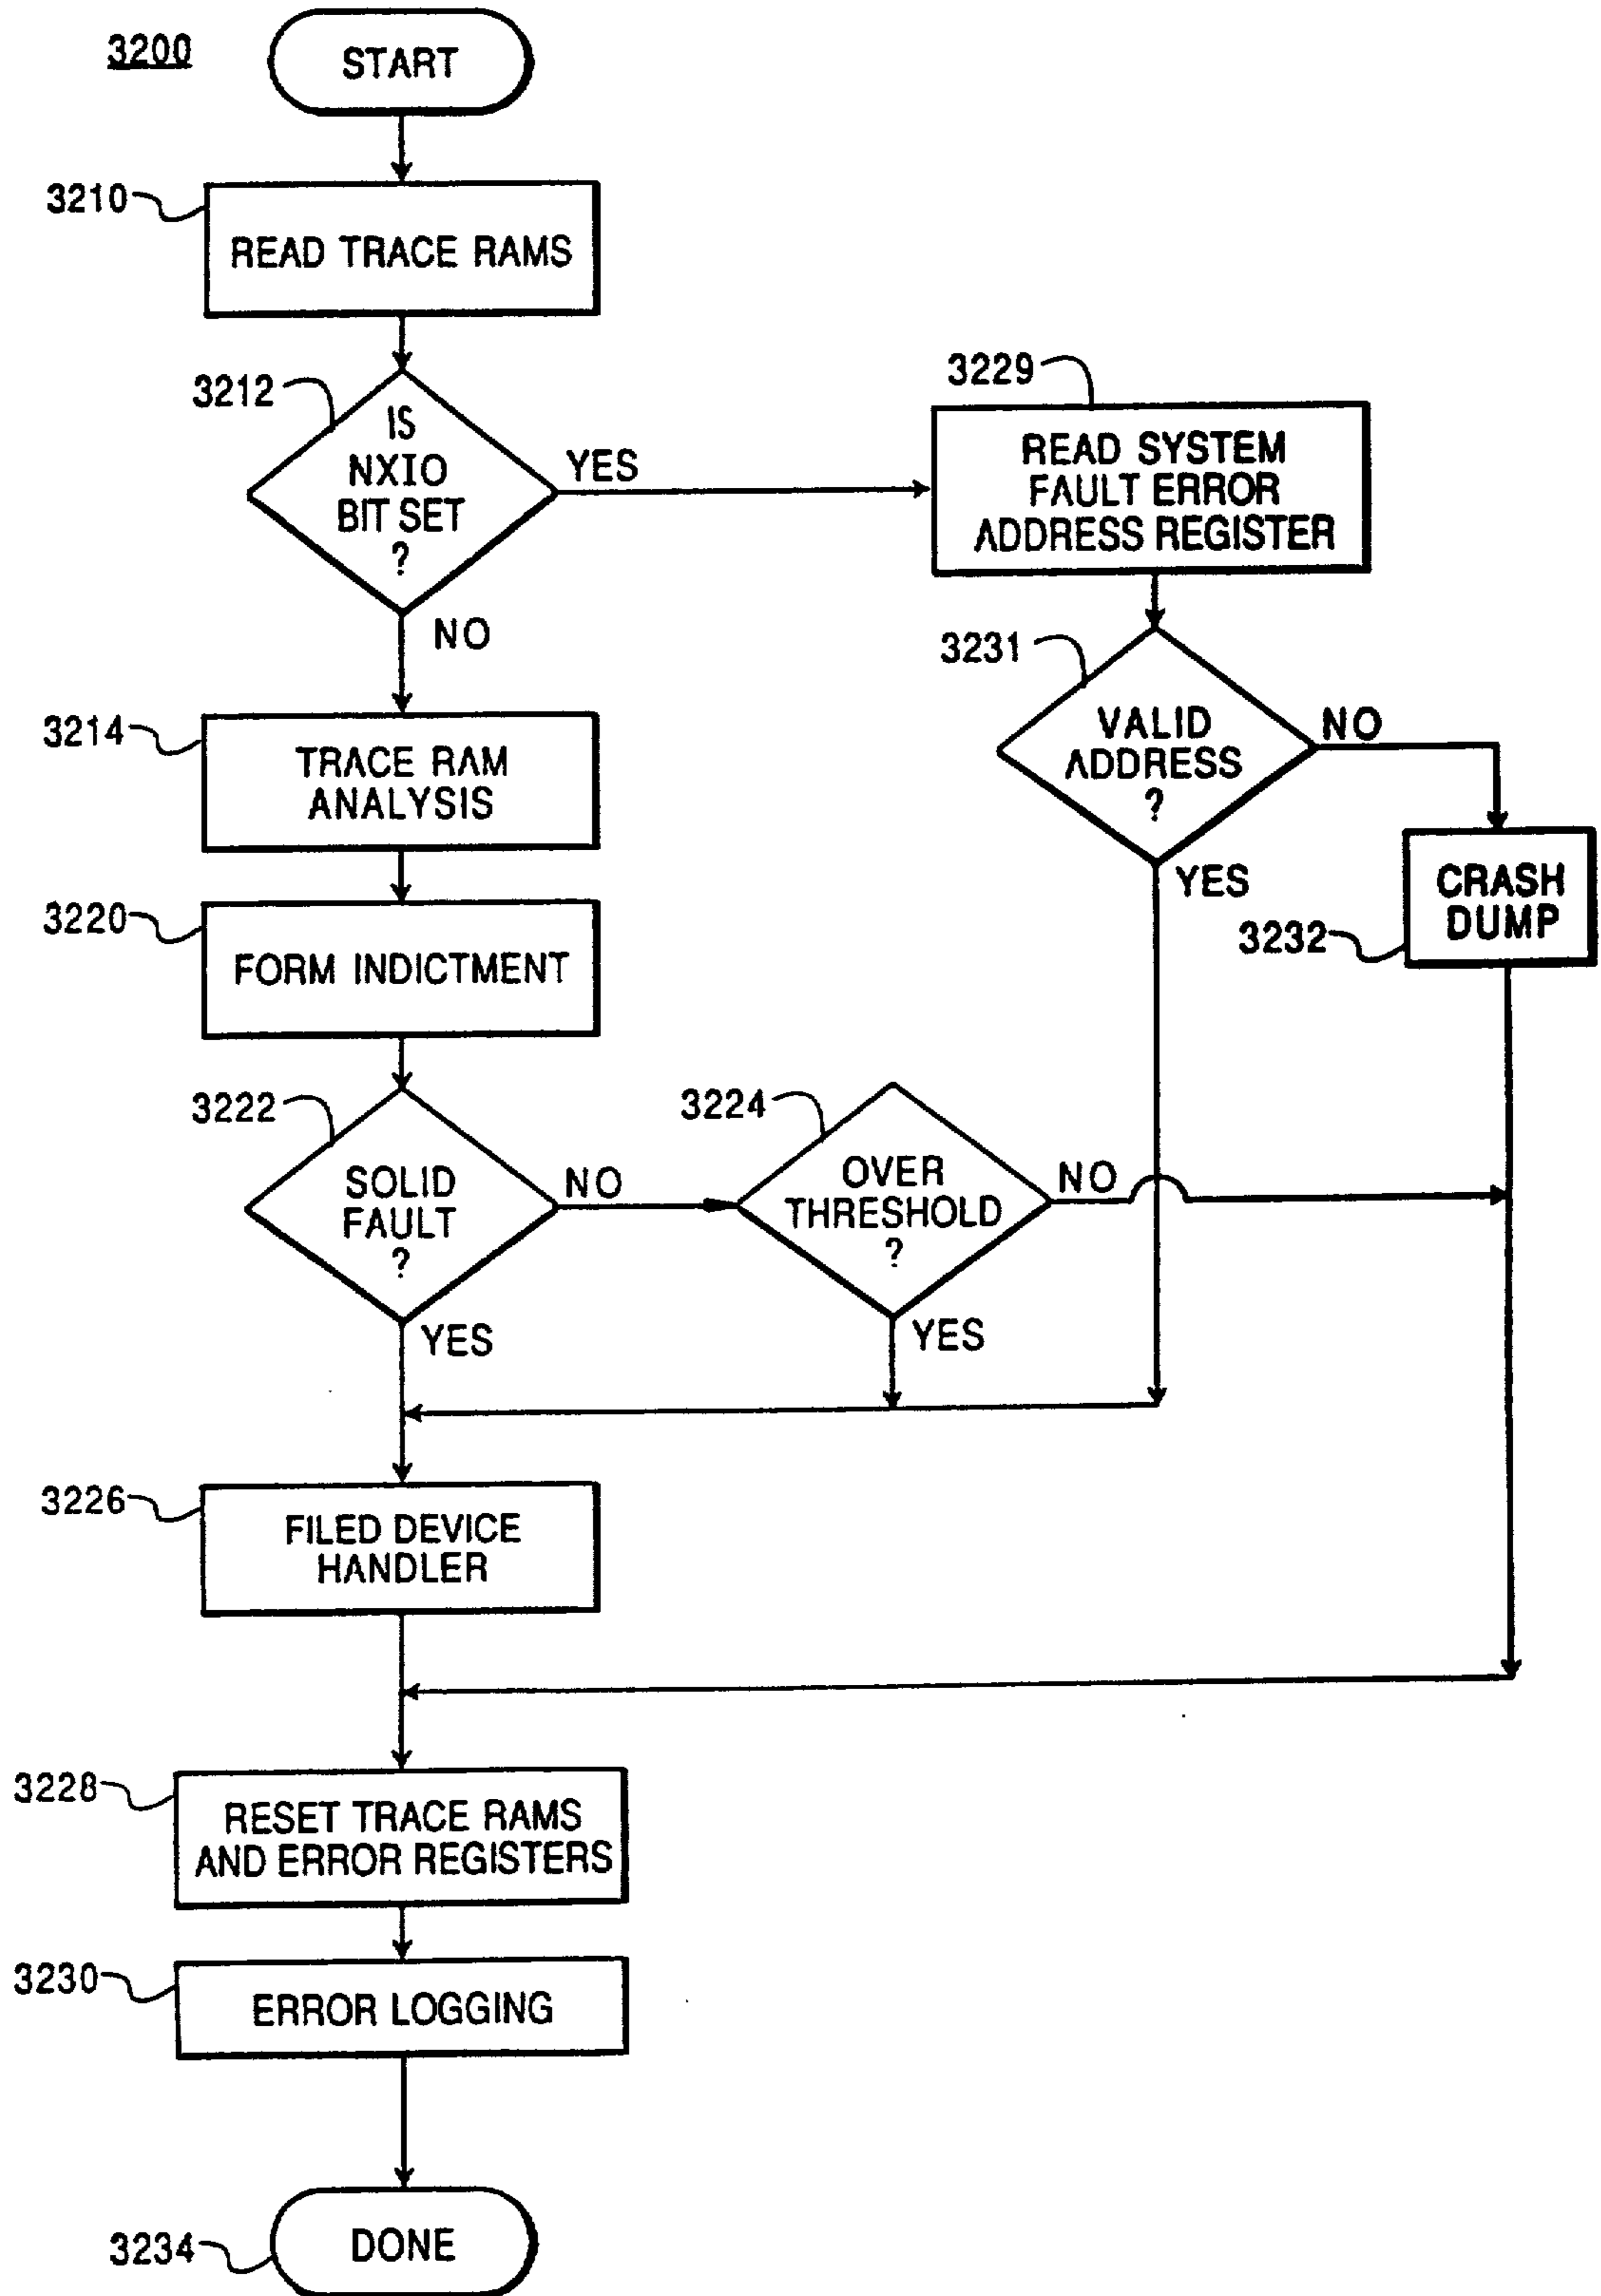 3200
START
3210
READ TRACE RAMS
3212
IS
NXIO
BIT SET
?
YES
NO
3229
READ SYSTEM
FAULT ERROR
ADDRESS REGISTER
3231
VALID
ADDRESS
?
NO
YES
3214
TRACE RAM
ANALYSIS
CRASH
DUMP
3232
3220
FORM INDICTMENT
3222
SOLID
FAULT
?
NO
YES
3224
OVER
THRESHOLD
?
NO
YES
3226
FILED DEVICE
HANDLER
3228
RESET TRACE RAMS
AND ERROR REGISTERS
3230
ERROR LOGGING
3234
DONE